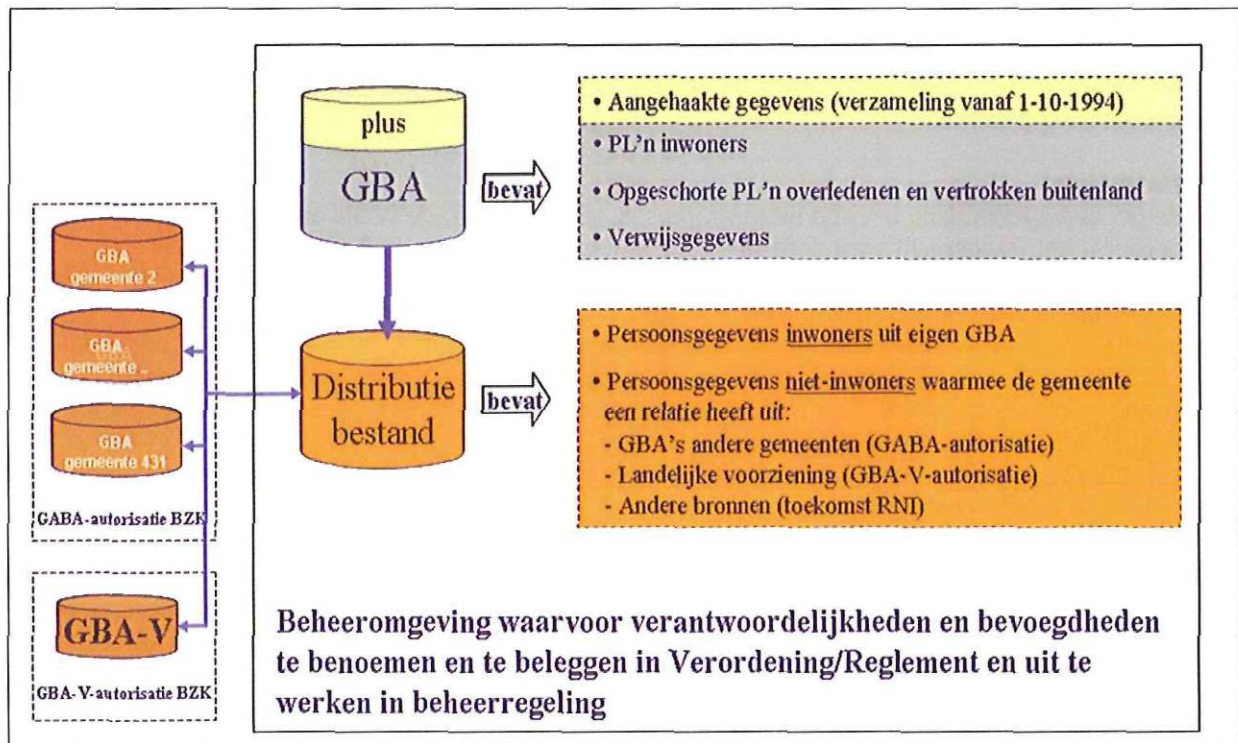 plus
GBA
bevat
• Aangehaakte gegevens (verzameling vanaf 1-10-1994)
• PL'n inwoners
• Opgeschorte PL'n overledenen en vertrokken buitenland
• Verwijsgegevens
GBA
gemeente 2
GBA
gemeente ..
GBA
gemeente 431
GABA-autorisatie BZK
GBA-V
GBA-V-autorisatie BZK
Distributie
bestand
bevat
• Persoonsgegevens inwoners uit eigen GBA
• Persoonsgegevens niet-inwoners waarmee de gemeente
een relatie heeft uit:
- GBA's andere gemeenten (GABA-autorisatie)
- Landelijke voorziening (GBA-V-autorisatie)
- Andere bronnen (toekomst RNI)
Beheeromgeving waarvoor verantwoordelijkheden en bevoegdheden
te benoemen en te beleggen in Verordening/Reglement en uit te
werken in beheerregeling